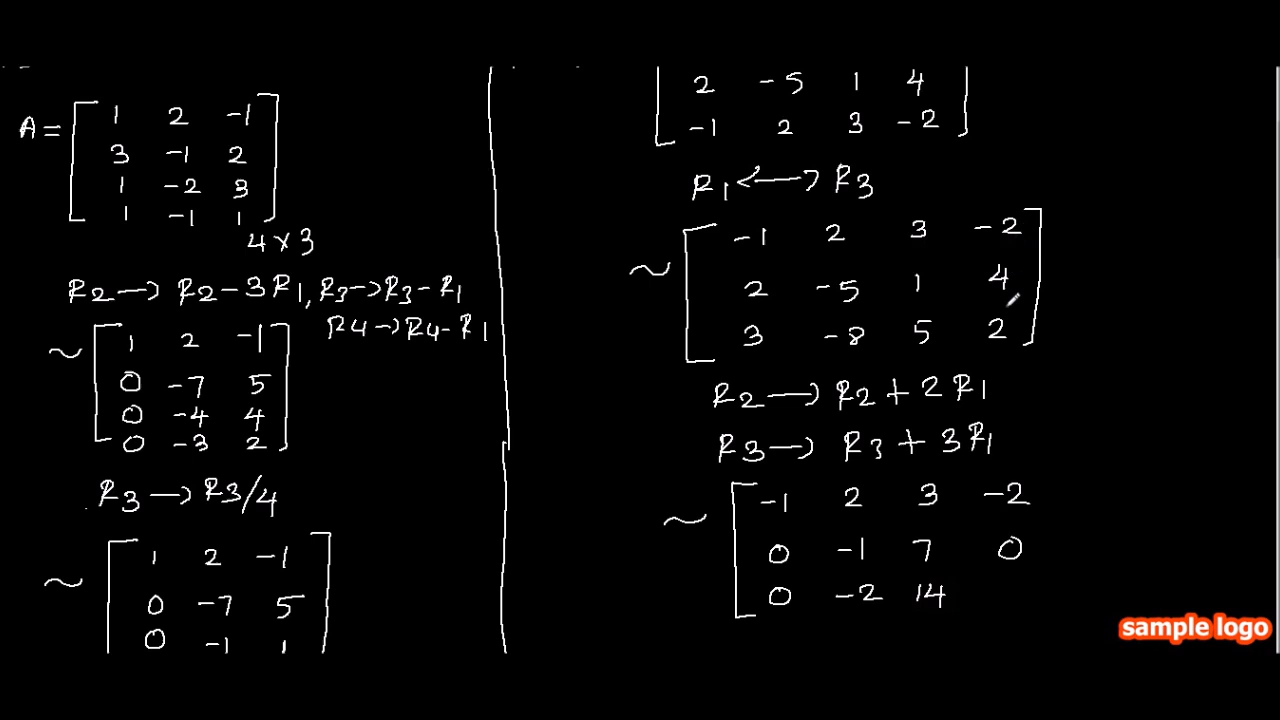 A =
1 2 -1
3 -1 2
1 -2 3
1 -1 1
4 x 3
R2 → R2 - 3R1, R3 → R3 - R1
R4 → R4 - R1
~
1 2 -1
0 -7 5
0 -4 4
0 -3 2
R3 → R3/4
~
1 2 -1
0 -7 5
0 -1 1
2 -5 1 4
-1 2 3 -2
R1 ↔ R3
~
-1 2 3 -2
2 -5 1 4
3 -8 5 2
R2 → R2 + 2R1
R3 → R3 + 3R1
~
-1 2 3 -2
0 -1 7 0
0 -2 14
sample logo